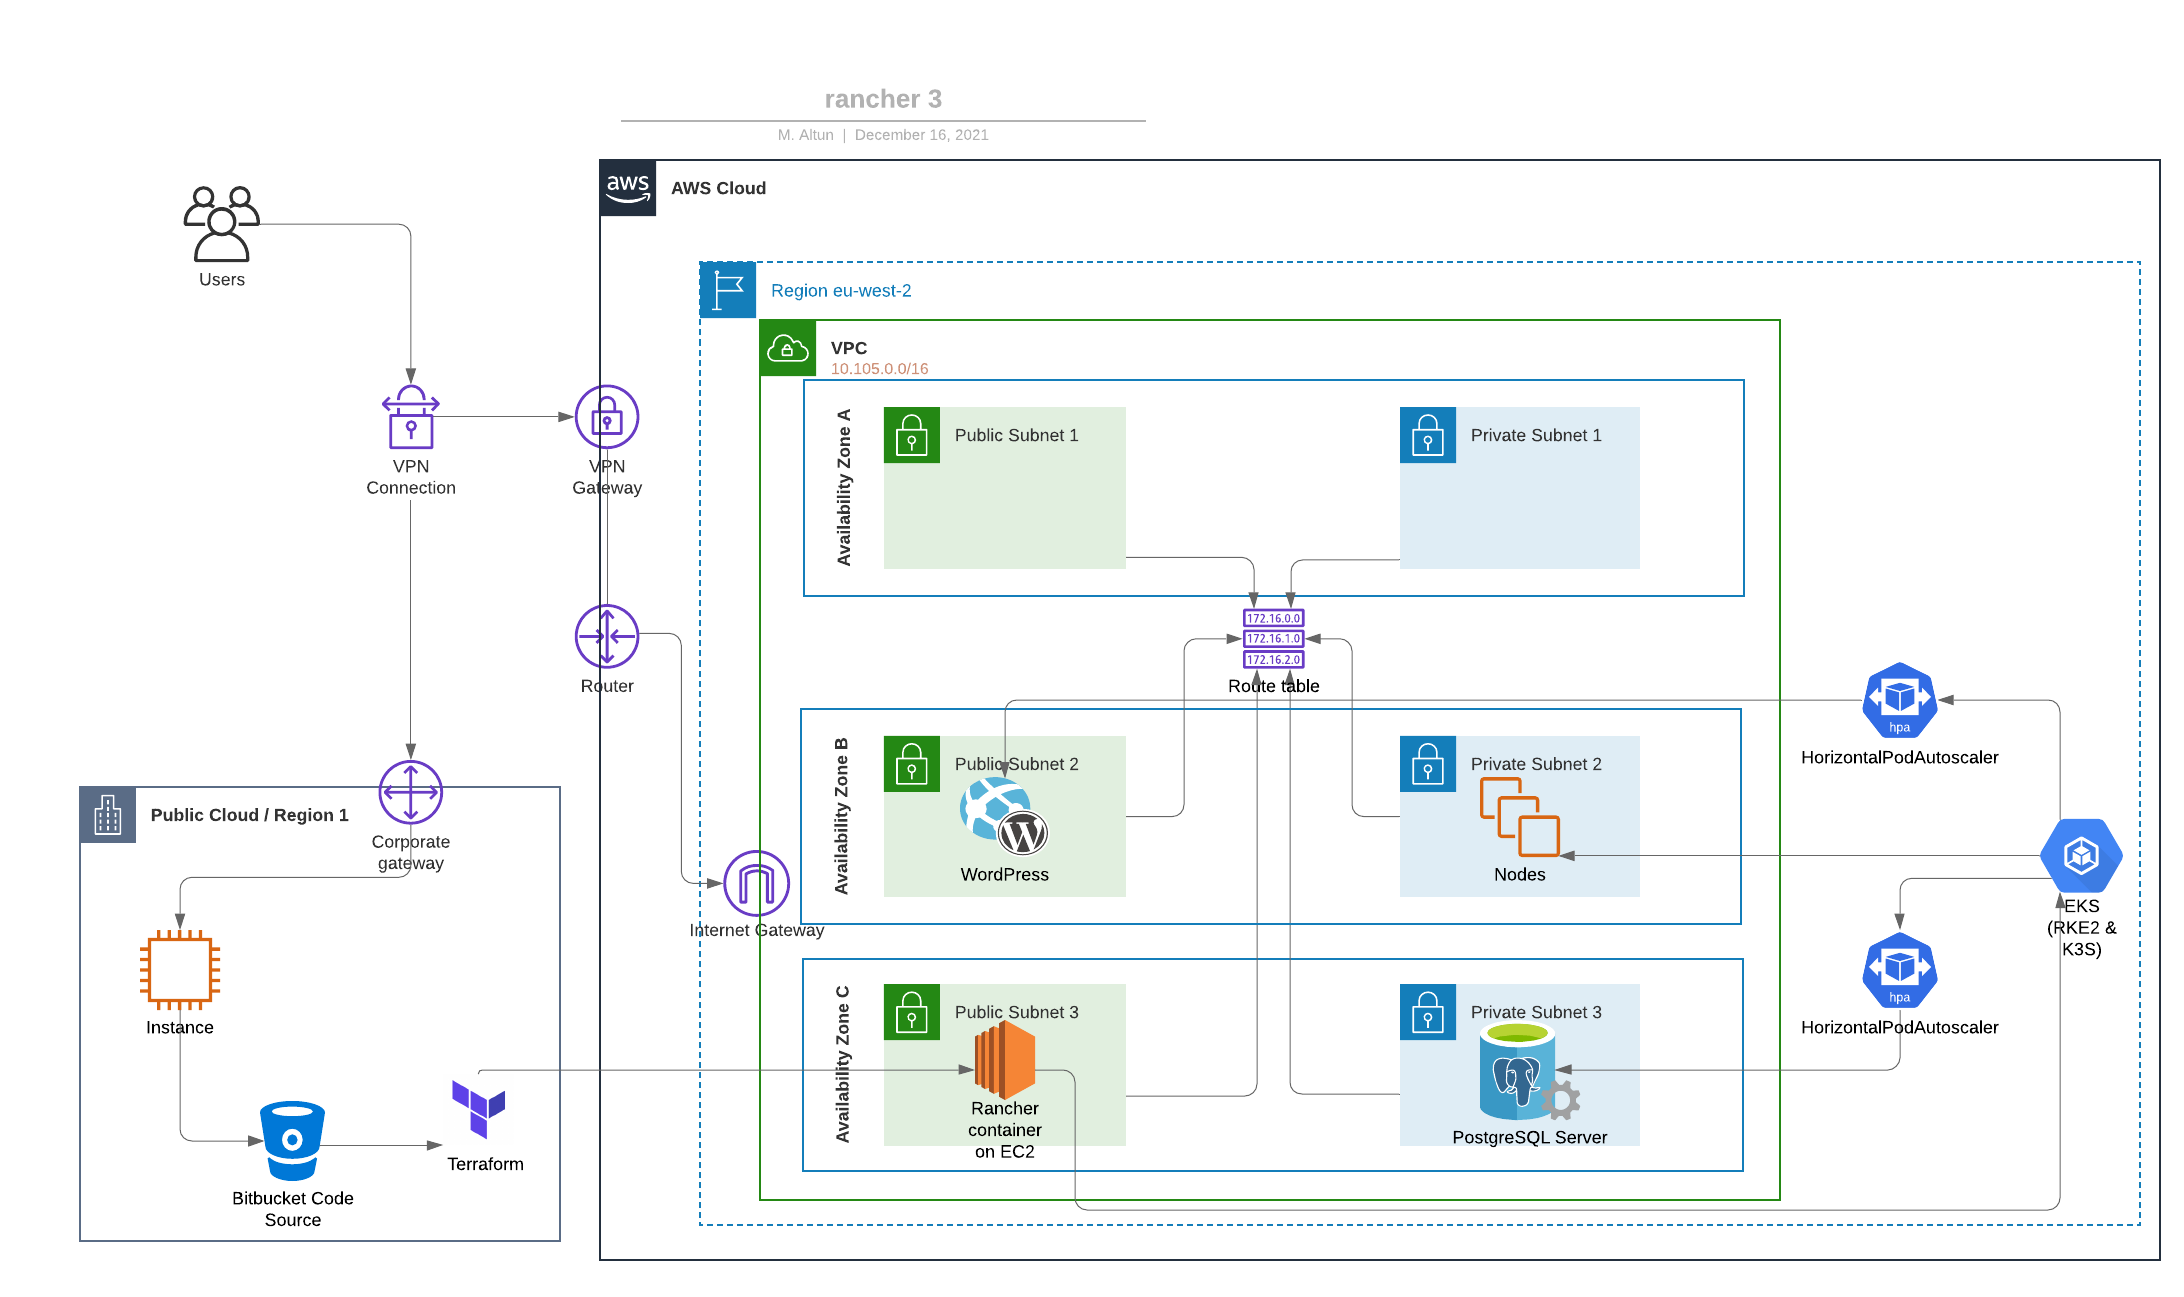 rancher 3
M. Altun | December 16, 2021
aws
AWS Cloud
Users
Region eu-west-2
VPC
10.105.0.0/16
Availability Zone A
Public Subnet 1
Private Subnet 1
VPN
Connection
VPN
Gateway
172.16.0.0
172.16.1.0
172.16.2.0
Route table
Router
hpa
HorizontalPodAutoscaler
Availability Zone B
Public Subnet 2
WordPress
Private Subnet 2
Nodes
Public Cloud / Region 1
Corporate
gateway
Internet Gateway
EKS
(RKE2 &
K3S)
hpa
HorizontalPodAutoscaler
Availability Zone C
Public Subnet 3
Rancher
container
on EC2
Private Subnet 3
PostgreSQL Server
Instance
Bitbucket Code
Source
Terraform